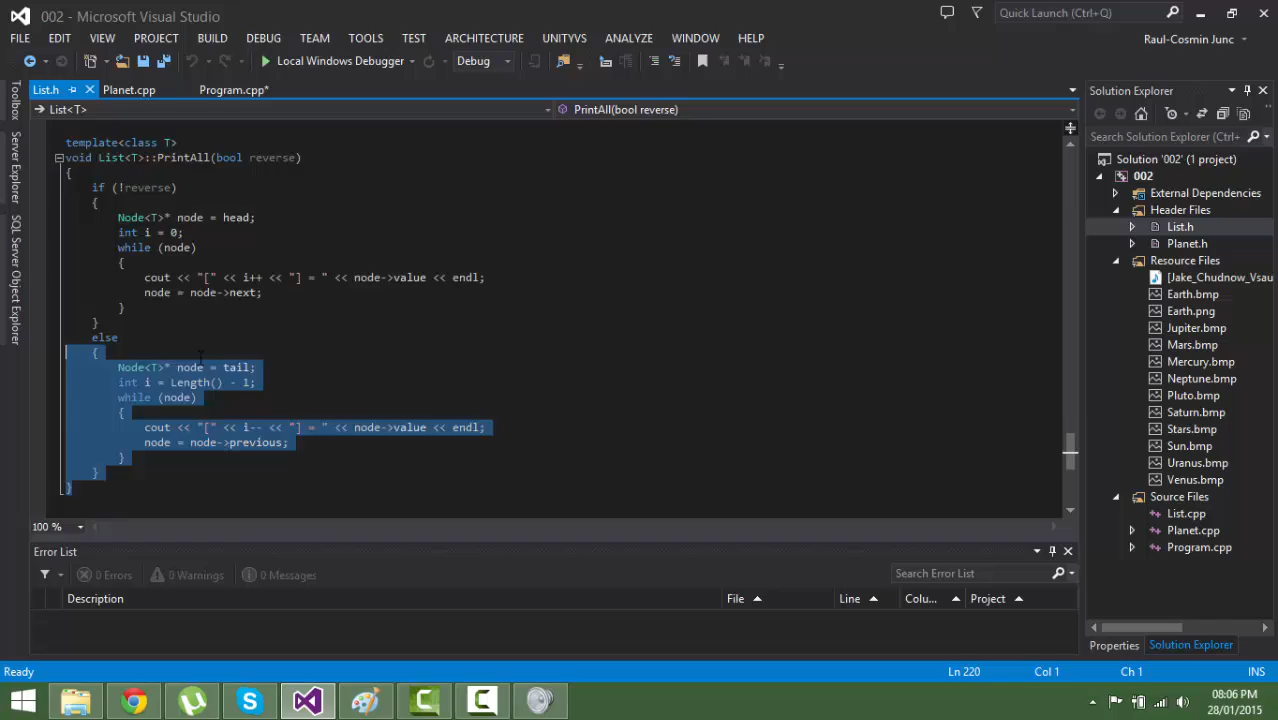 002 - Microsoft Visual Studio
Quick Launch (Ctrl+Q)
FILE EDIT VIEW PROJECT BUILD DEBUG TEAM TOOLS TEST ARCHITECTURE UNITYVS ANALYZE WINDOW HELP
Raul-Cosmin Junc
Local Windows Debugger
Debug
List.h Planet.cpp Program.cpp*
List<T> PrintAll(bool reverse)
Toolbox
Server Explorer
SQL Server Object Explorer
template<class T>
void List<T>::PrintAll(bool reverse)
{
if (!reverse)
{
Node<T>* node = head;
int i = 0;
while (node)
{
cout << "[" << i++ << "] = " << node->value << endl;
node = node->next;
}
}
else
{
Node<T>* node = tail;
int i = Length() - 1;
while (node)
{
cout << "[" << i-- << "] = " << node->value << endl;
node = node->previous;
}
}
}
100 %
Error List
0 Errors 0 Warnings 0 Messages
Search Error List
Description File Line Colu... Project
Solution Explorer
Search Solution Explorer (Ctrl+
Solution '002' (1 project)
002
External Dependencies
Header Files
List.h
Planet.h
Resource Files
[Jake_Chudnow_Vsau
Earth.bmp
Earth.png
Jupiter.bmp
Mars.bmp
Mercury.bmp
Neptune.bmp
Pluto.bmp
Saturn.bmp
Stars.bmp
Sun.bmp
Uranus.bmp
Venus.bmp
Source Files
List.cpp
Planet.cpp
Program.cpp
Properties Solution Explorer
Ready Ln 220 Col 1 Ch 1 INS
08:06 PM
28/01/2015